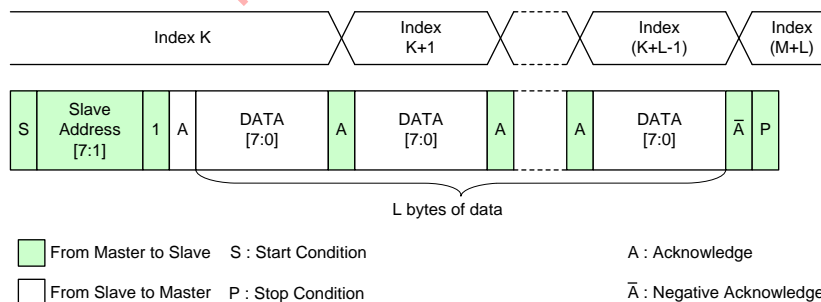 Index K
Index
K+1
Index
(K+L-1)
Index
(M+L)
S
Slave
Address
[7:1]
1
A
DATA
[7:0]
A
DATA
[7:0]
A
A
DATA
[7:0]
A̅
P
L bytes of data
From Master to Slave
S : Start Condition
A : Acknowledge
From Slave to Master
P : Stop Condition
A̅ : Negative Acknowledge